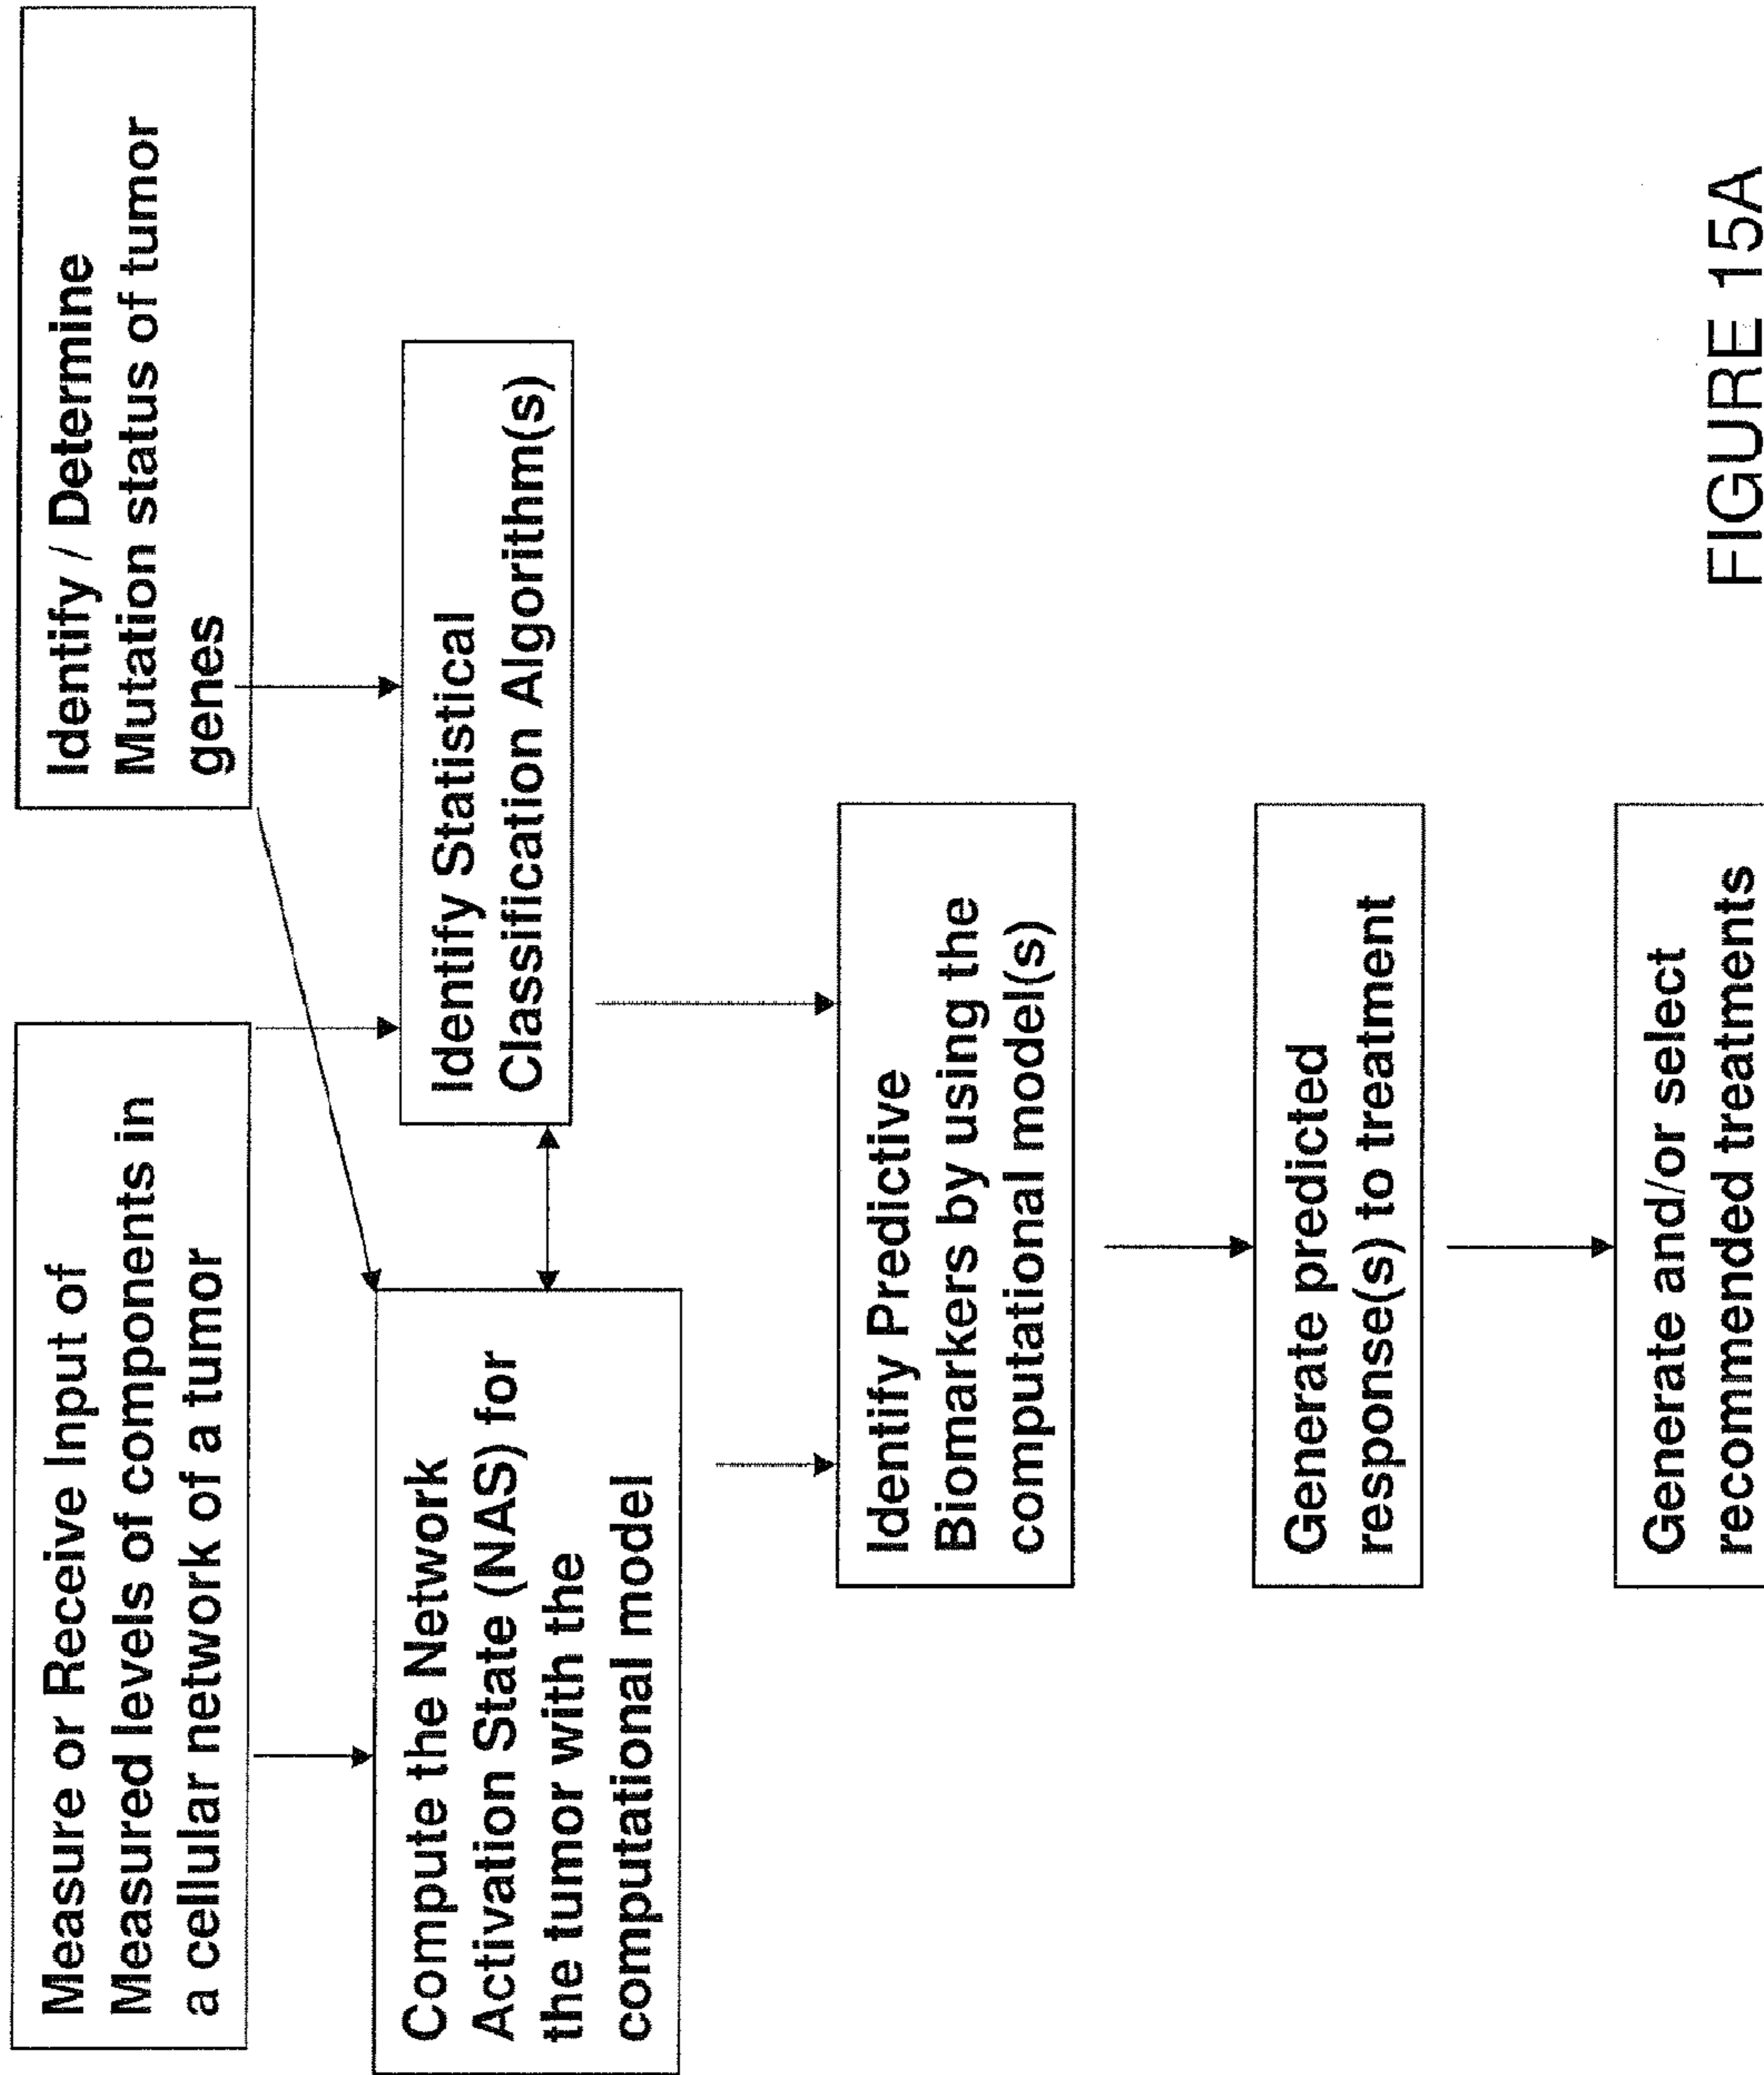 Measure or Receive Input of
Measured levels of components in
a cellular network of a tumor
Identify / Determine
Mutation status of tumor
genes
Compute the Network
Activation State (NAS) for
the tumor with the
computational model
Identify Statistical
Classification Algorithm(s)
Identify Predictive
Biomarkers by using the
computational model(s)
Generate predicted
response(s) to treatment
Generate and/or select
recommended treatments
FIGURE 15A